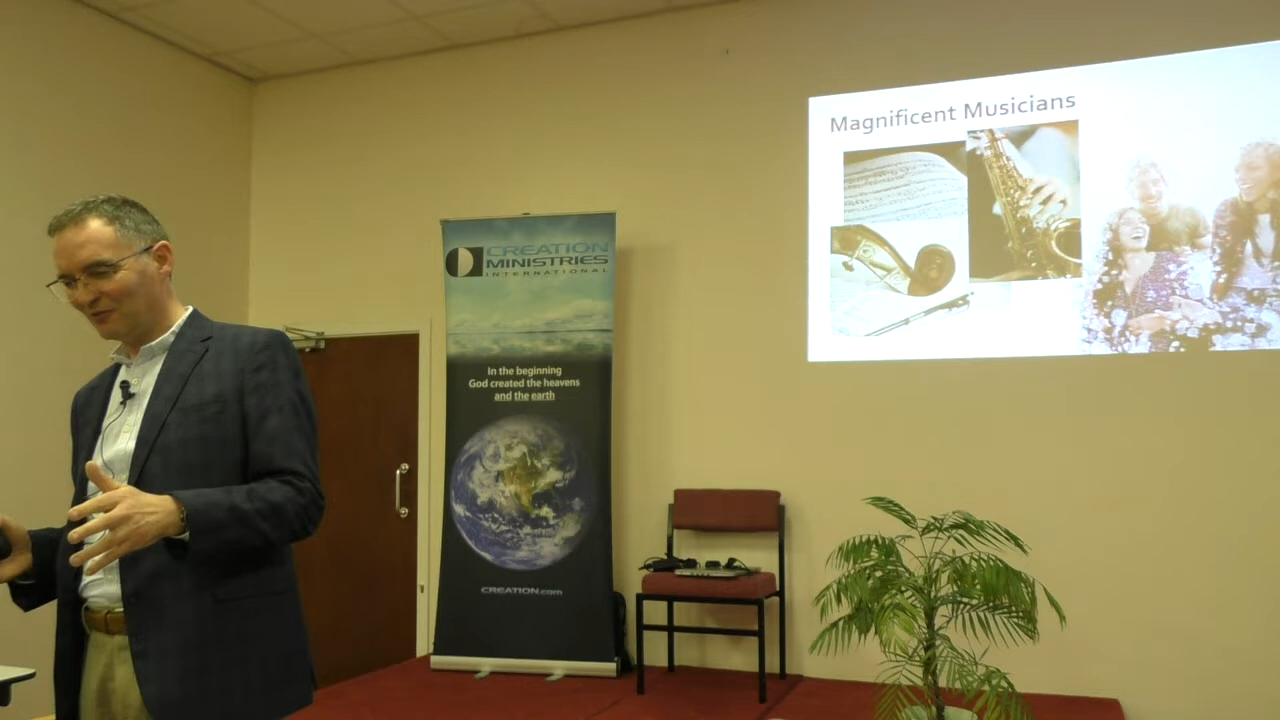 Magnificent Musicians
CREATION
MINISTRIES
INTERNATIONAL
In the beginning
God created the heavens
and the earth
CREATION.com